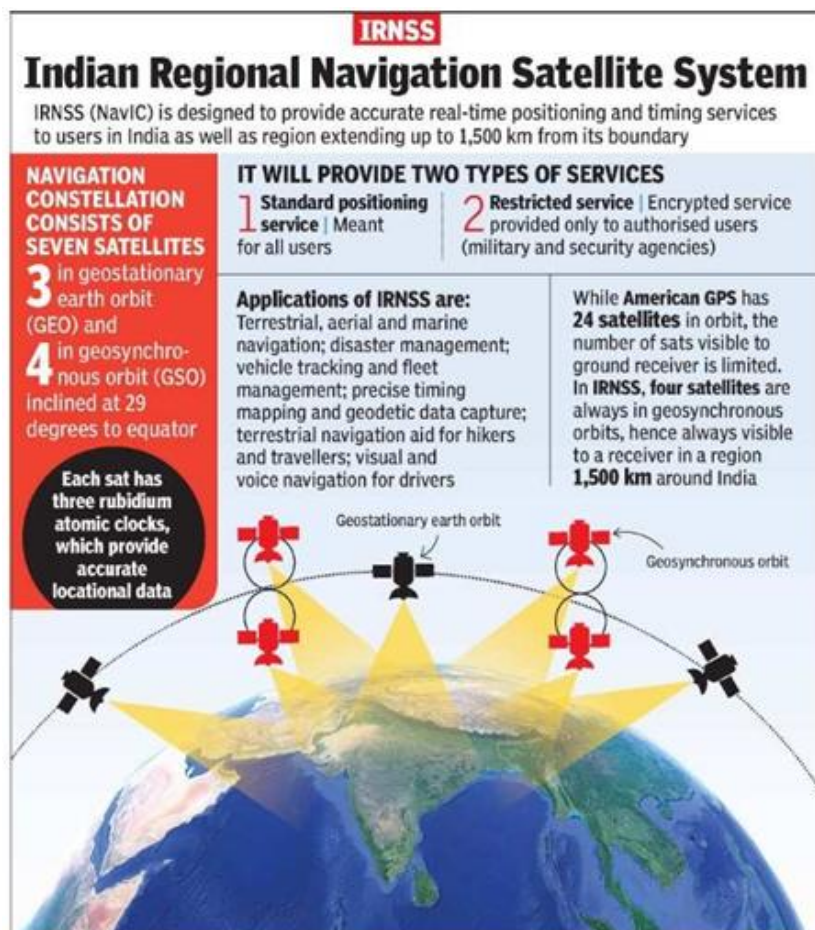 IRNSS
Indian Regional Navigation Satellite System
IRNSS (NavIC) is designed to provide accurate real-time positioning and timing services
to users in India as well as region extending up to 1,500 km from its boundary
NAVIGATION
CONSTELLATION
CONSISTS OF
SEVEN SATELLITES
3 in geostationary
earth orbit
(GEO) and
4 in geosynchro-
nous orbit (GSO)
inclined at 29
degrees to equator
Each sat has
three rubidium
atomic clocks,
which provide
accurate
locational data
IT WILL PROVIDE TWO TYPES OF SERVICES
1 Standard positioning
service | Meant
for all users
2 Restricted service | Encrypted service
provided only to authorised users
(military and security agencies)
Applications of IRNSS are:
Terrestrial, aerial and marine
navigation; disaster management;
vehicle tracking and fleet
management; precise timing
mapping and geodetic data capture;
terrestrial navigation aid for hikers
and travellers; visual and
voice navigation for drivers
While American GPS has
24 satellites in orbit, the
number of sats visible to
ground receiver is limited.
In IRNSS, four satellites are
always in geosynchronous
orbits, hence always visible
to a receiver in a region
1,500 km around India
Geostationary earth orbit
Geosynchronous orbit